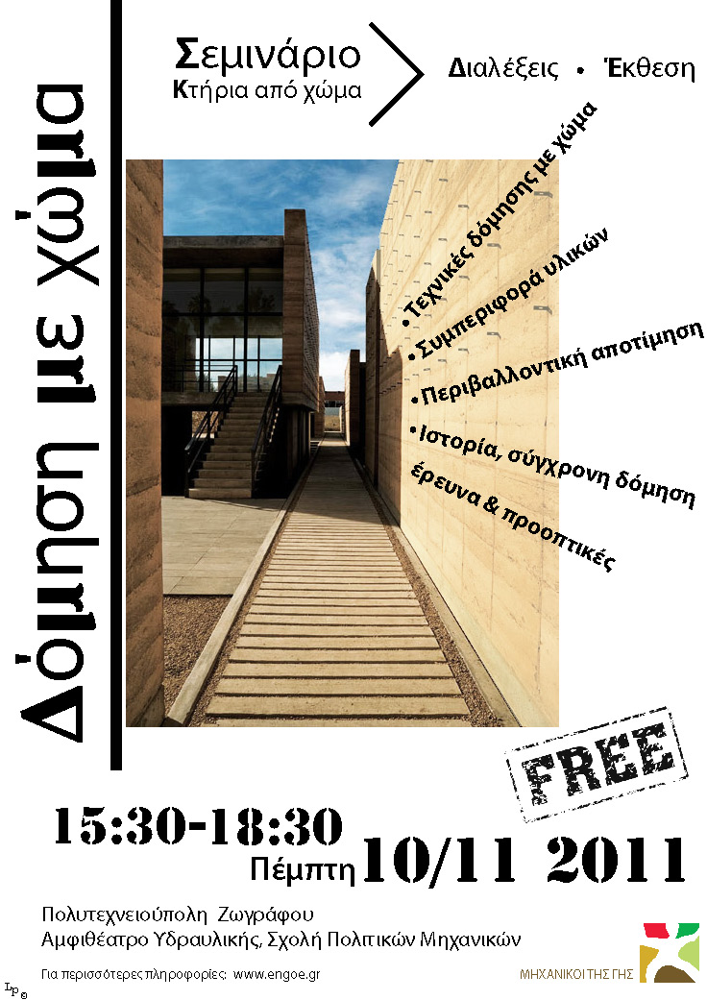 Δόμηση με χώμα
Σεμινάριο
Κτήρια από χώμα
Διαλέξεις • Έκθεση
• Τεχνικές δόμησης με χώμα
• Συμπεριφορά υλικών
• Περιβαλλοντική αποτίμηση
• Ιστορία, σύγχρονη δόμηση
έρευνα & προοπτικές
FREE
15:30-18:30
Πέμπτη 10/11 2011
Πολυτεχνειούπολη Ζωγράφου
Αμφιθέατρο Υδραυλικής, Σχολή Πολιτικών Μηχανικών
Για περισσότερες πληροφορίες: www.engoe.gr
ΜΗΧΑΝΙΚΟΙ ΤΗΣ ΓΗΣ
Lp©